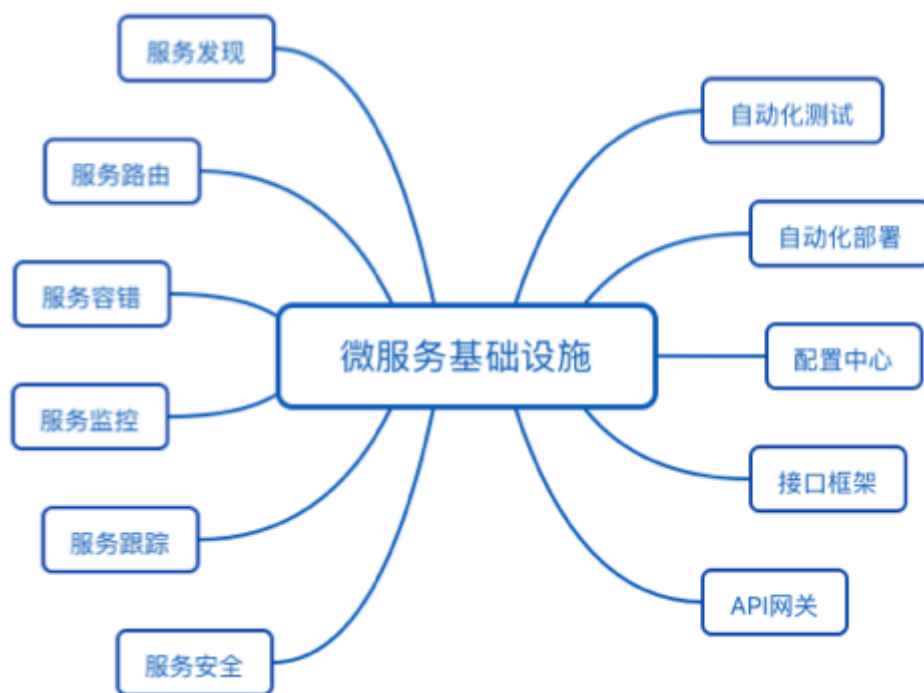 服务发现
服务路由
服务容错
服务监控
服务跟踪
服务安全
微服务基础设施
自动化测试
自动化部署
配置中心
接口框架
API网关